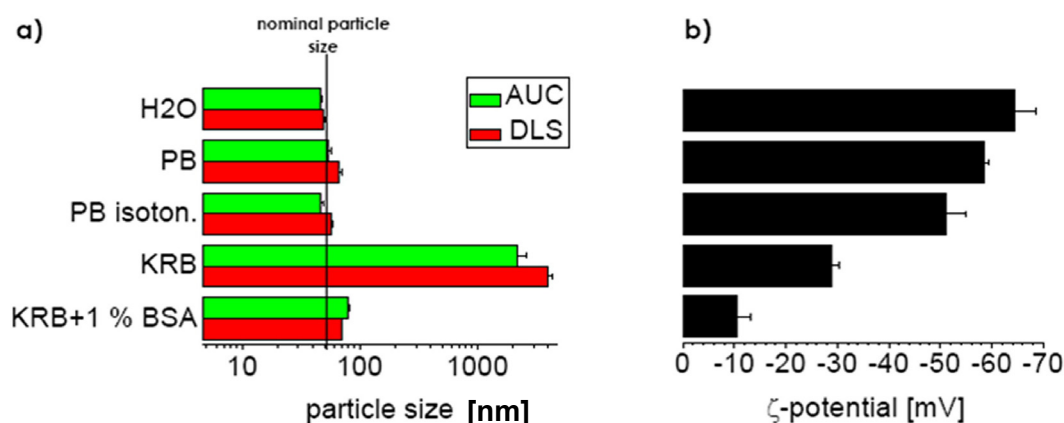 a)
nominal particle
size
AUC
DLS
H2O
PB
PB isoton.
KRB
KRB+1 % BSA
10 100 1000
particle size [nm]
b)
0 -10 -20 -30 -40 -50 -60 -70
ζ-potential [mV]